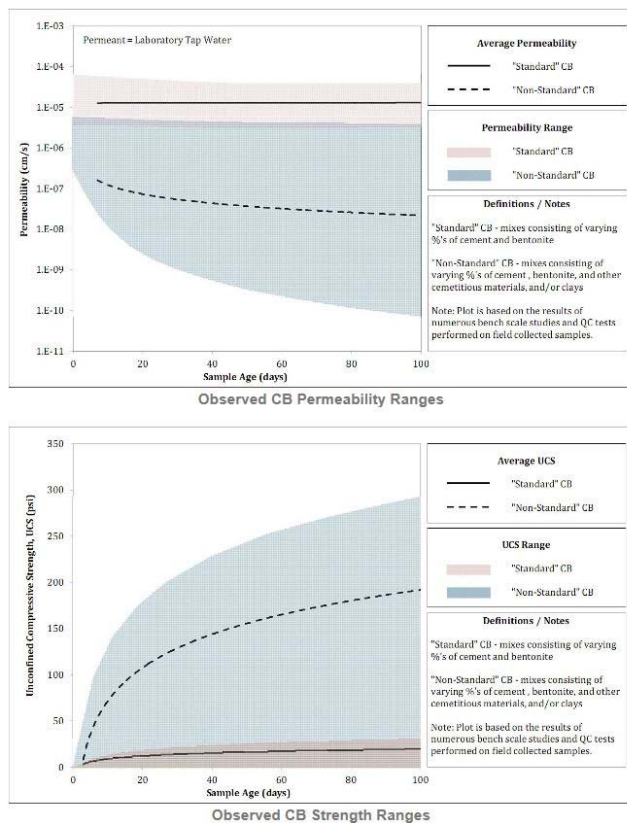 1.E-03
1.E-04
1.E-05
1.E-06
1.E-07
1.E-08
1.E-09
1.E-10
1.E-11
Permeability (cm/s)
Permeant = Laboratory Tap Water
0 20 40 60 80 100
Sample Age (days)
Average Permeability
"Standard" CB
"Non-Standard" CB
Permeability Range
"Standard" CB
"Non-Standard" CB
Definitions / Notes
"Standard" CB - mixes consisting of varying
%'s of cement and bentonite
"Non-Standard" CB - mixes consisting of
varying %'s of cement , bentonite, and other
cemetitious materials, and/or clays
Note: Plot is based on the results of
numerous bench scale studies and QC tests
performed on field collected samples.
Observed CB Permeability Ranges
350
300
250
200
150
100
50
0
Unconfined Compressive Strength, UCS (psi)
0 20 40 60 80 100
Sample Age (days)
Average UCS
"Standard" CB
"Non-Standard" CB
UCS Range
"Standard" CB
"Non-Standard" CB
Definitions / Notes
"Standard" CB - mixes consisting of varying
%'s of cement and bentonite
"Non-Standard" CB - mixes consisting of
varying %'s of cement , bentonite, and other
cemetitious materials, and/or clays
Note: Plot is based on the results of
numerous bench scale studies and QC tests
performed on field collected samples.
Observed CB Strength Ranges